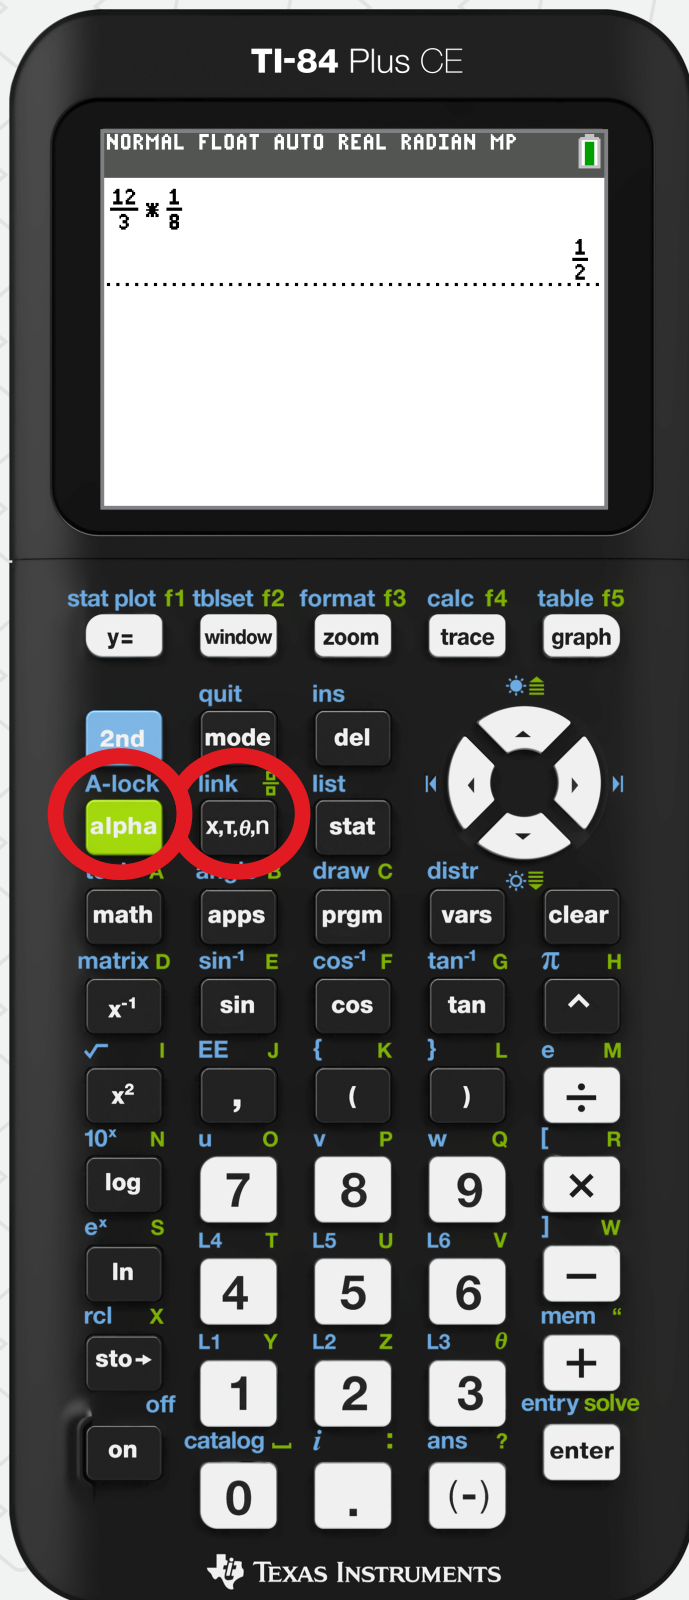 TI-84 Plus CE
NORMAL FLOAT AUTO REAL RADIAN MP
12/3 * 1/8
1/2
stat plot f1 tblset f2 format f3 calc f4 table f5
y= window zoom trace graph
quit ins
2nd mode del
A-lock link list
alpha X,T,θ,n stat
A B draw C distr
math apps prgm vars clear
matrix D sin⁻¹ E cos⁻¹ F tan⁻¹ G π H
x⁻¹ sin cos tan ^
√ I EE J { K } L e M
x² , ( ) ÷
10ˣ N u O v P w Q [ R
log 7 8 9 ×
eˣ S L4 T L5 U L6 V ] W
ln 4 5 6 −
rcl X L1 Y L2 Z L3 θ mem “
sto→ 1 2 3 +
off catalog ⎵ i : ans ? entry solve
on 0 . (-) enter
TEXAS INSTRUMENTS